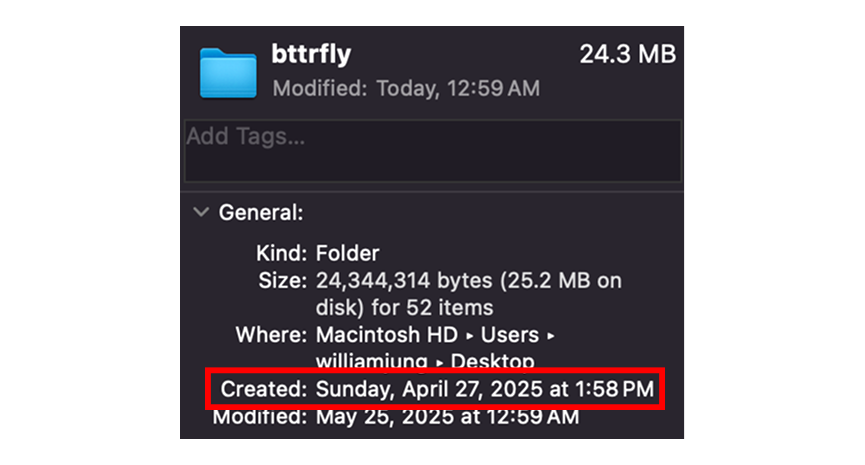 bttrfly 24.3 MB
Modified: Today, 12:59 AM
Add Tags...
General:
Kind: Folder
Size: 24,344,314 bytes (25.2 MB on
disk) for 52 items
Where: Macintosh HD ▸ Users ▸
williamjung ▸ Desktop
Created: Sunday, April 27, 2025 at 1:58 PM
Modified: May 25, 2025 at 12:59 AM